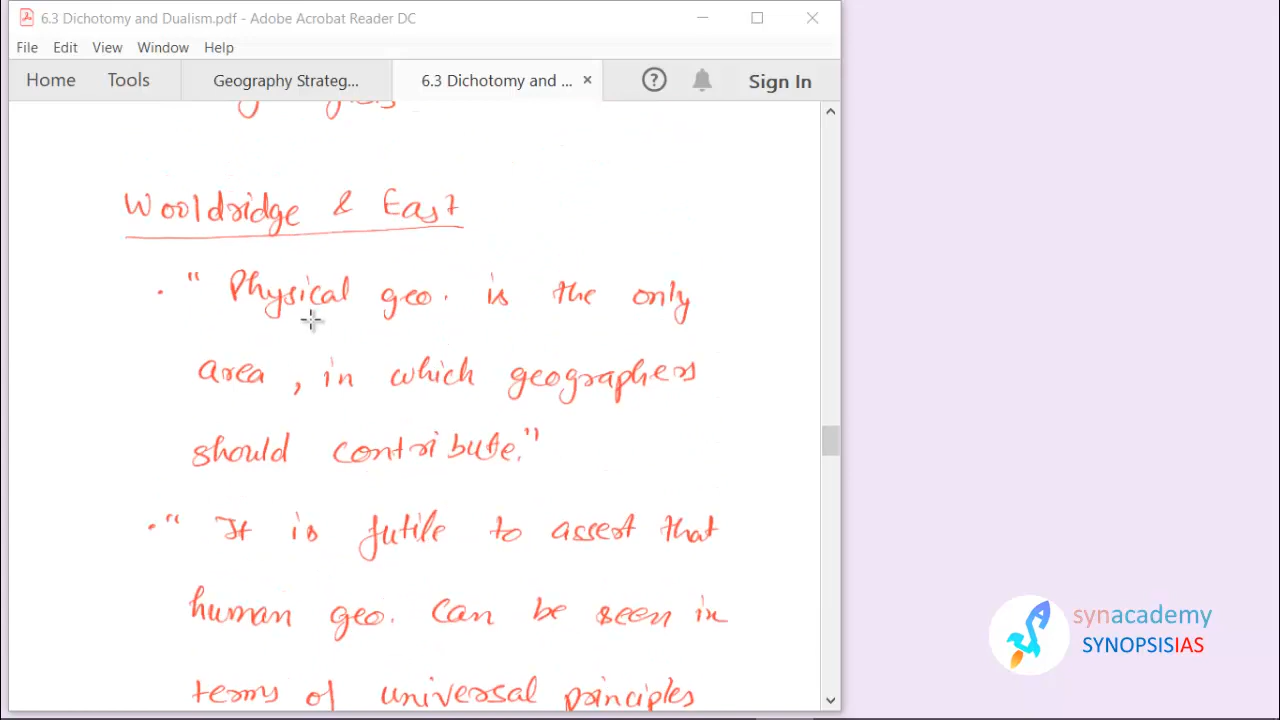 6.3 Dichotomy and Dualism.pdf - Adobe Acrobat Reader DC
File Edit View Window Help
Home Tools Geography Strateg... 6.3 Dichotomy and ... × ? Sign In
Wooldridge & East
. " Physical geo. is the only
area, in which geographers
should contribute."
. " It is futile to assert that
human geo. can be seen in
terms of universal principles
synacademy
SYNOPSISIAS